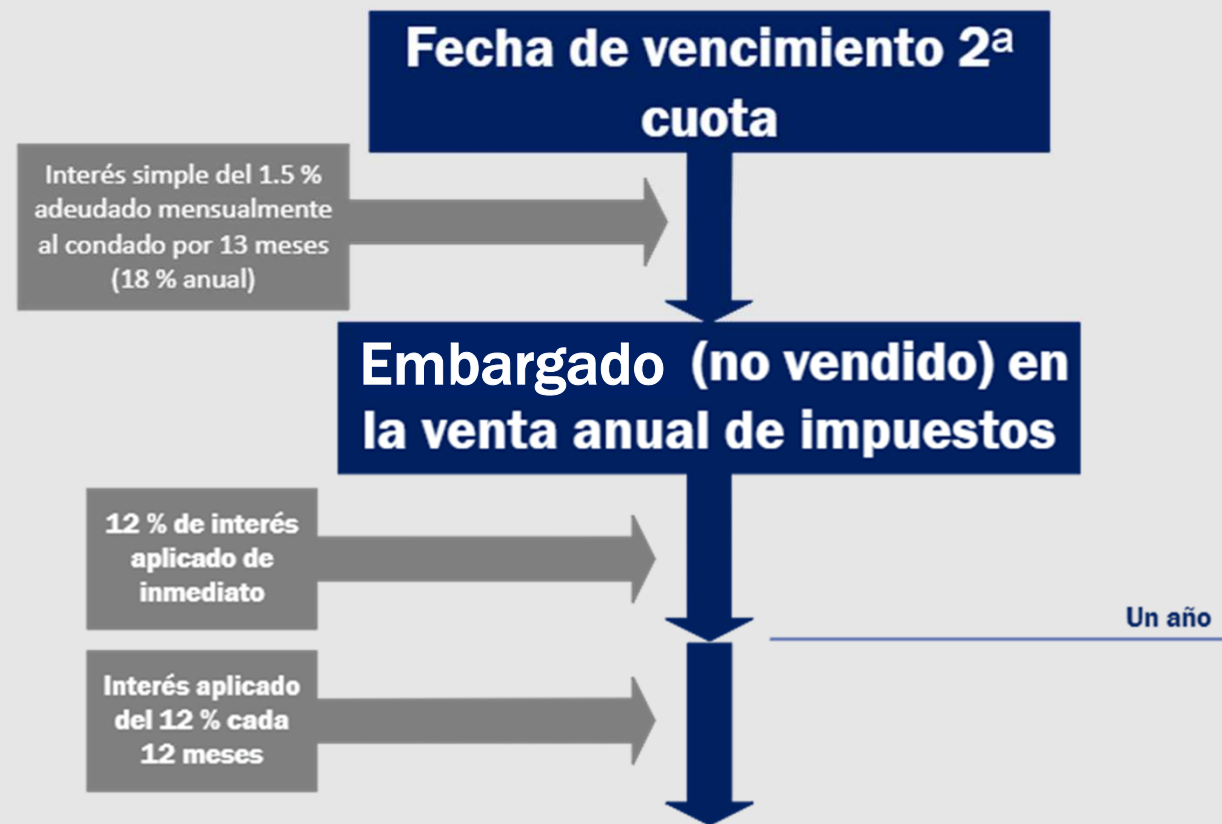 Fecha de vencimiento 2ª
cuota
Interés simple del 1.5 %
adeudado mensualmente
al condado por 13 meses
(18 % anual)
Embargado (no vendido) en
la venta anual de impuestos
12 % de interés
aplicado de
inmediato
Un año
Interés aplicado
del 12 % cada
12 meses